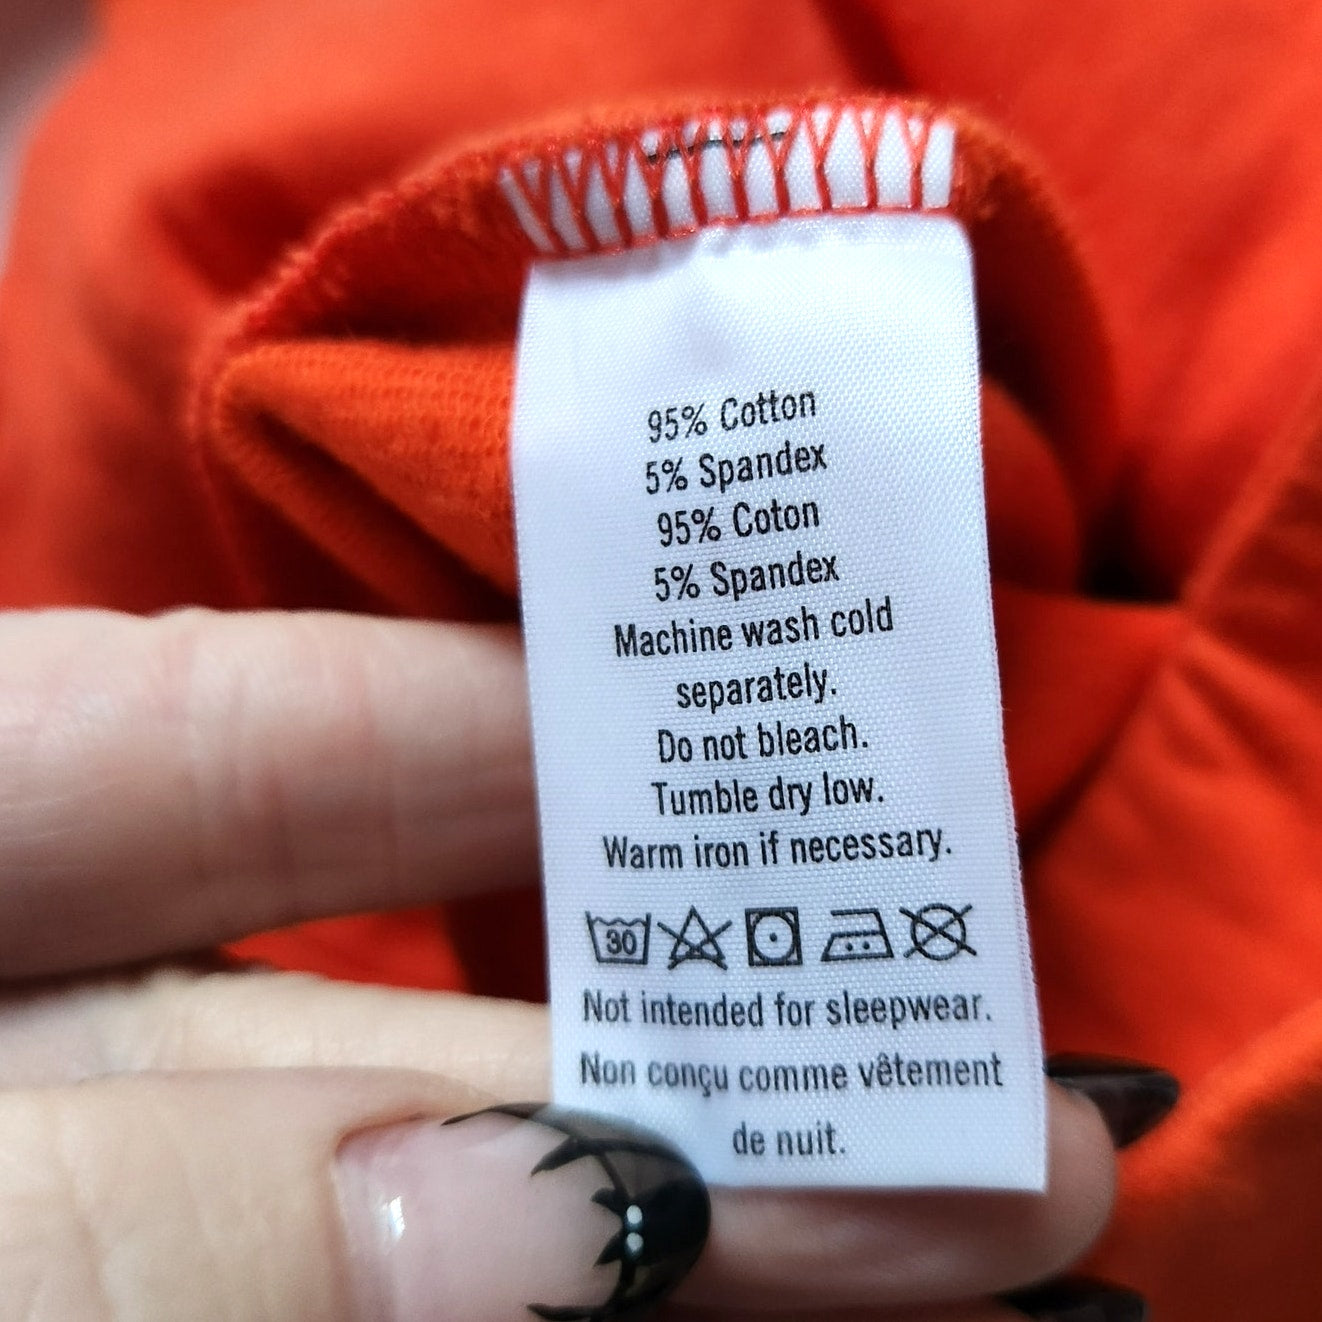 95% Cotton
5% Spandex
95% Coton
5% Spandex
Machine wash cold
separately.
Do not bleach.
Tumble dry low.
Warm iron if necessary.
30
Not intended for sleepwear.
Non conçu comme vêtement
de nuit.